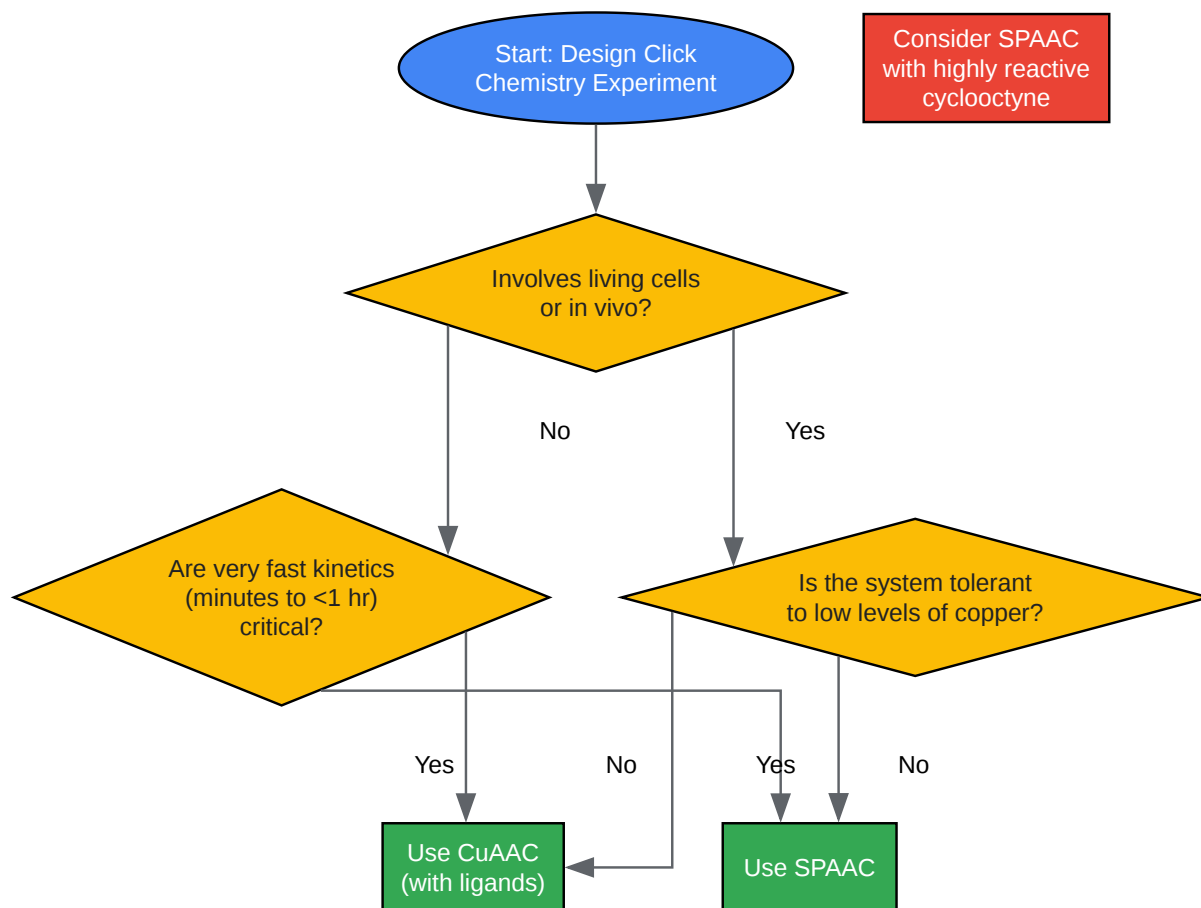 Start: Design Click
Chemistry Experiment
Consider SPAAC
with highly reactive
cyclooctyne
Involves living cells
or in vivo?
No
Yes
Are very fast kinetics
(minutes to <1 hr)
critical?
Is the system tolerant
to low levels of copper?
Yes
No
Yes
No
Use CuAAC
(with ligands)
Use SPAAC